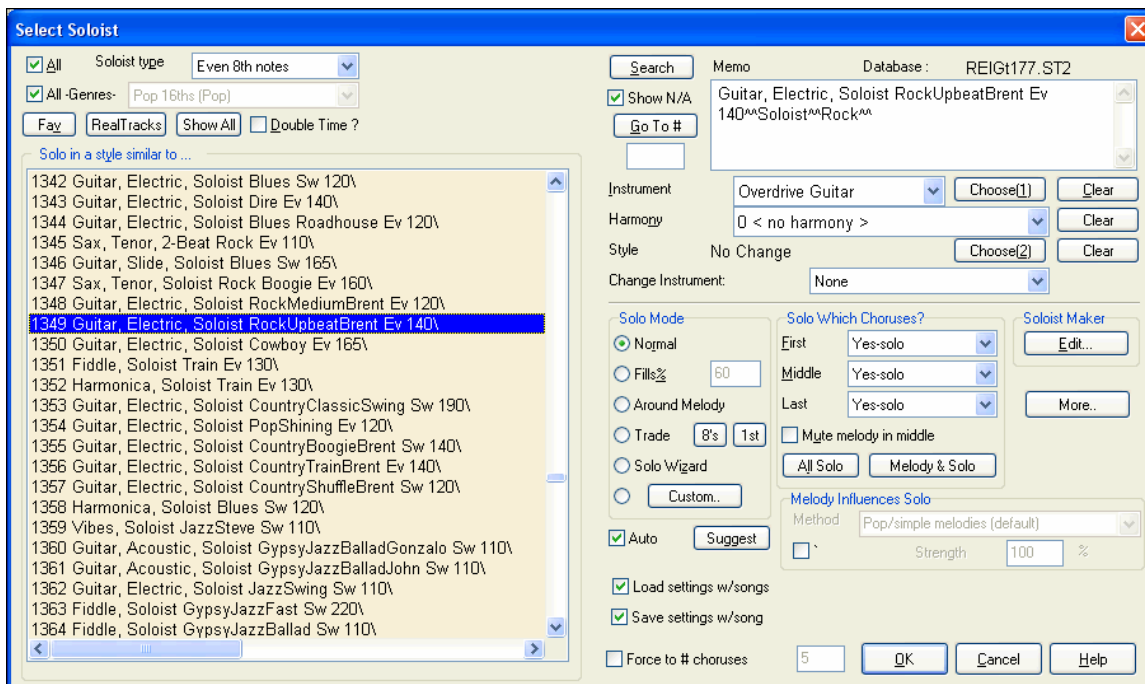 Select Soloist
All
Soloist type
Even 8th notes
All -Genres-
Pop 16ths (Pop)
Fav
RealTracks
Show All
Double Time ?
Solo in a style similar to ...
1342 Guitar, Electric, Soloist Blues Sw 120\
1343 Guitar, Electric, Soloist Dire Ev 140\
1344 Guitar, Electric, Soloist Blues Roadhouse Ev 120\
1345 Sax, Tenor, 2-Beat Rock Ev 110\
1346 Guitar, Slide, Soloist Blues Sw 165\
1347 Sax, Tenor, Soloist Rock Boogie Ev 160\
1348 Guitar, Electric, Soloist RockMediumBrent Ev 120\
1349 Guitar, Electric, Soloist RockUpbeatBrent Ev 140\
1350 Guitar, Electric, Soloist Cowboy Ev 165\
1351 Fiddle, Soloist Train Ev 130\
1352 Harmonica, Soloist Train Ev 130\
1353 Guitar, Electric, Soloist CountryClassicSwing Sw 190\
1354 Guitar, Electric, Soloist PopShining Ev 120\
1355 Guitar, Electric, Soloist CountryBoogieBrent Sw 140\
1356 Guitar, Electric, Soloist CountryTrainBrent Ev 140\
1357 Guitar, Electric, Soloist CountryShuffleBrent Sw 120\
1358 Harmonica, Soloist Blues Sw 120\
1359 Vibes, Soloist JazzSteve Sw 110\
1360 Guitar, Acoustic, Soloist GypsyJazzBalladGonzalo Sw 110\
1361 Guitar, Acoustic, Soloist GypsyJazzBalladJohn Sw 110\
1362 Guitar, Electric, Soloist JazzSwing Sw 110\
1363 Fiddle, Soloist GypsyJazzFast Sw 220\
1364 Fiddle, Soloist GypsyJazzBallad Sw 110\
Search
Memo
Database :
REIGt177.ST2
Show N/A
Go To #
Guitar, Electric, Soloist RockUpbeatBrent Ev
140^^Soloist^^Rock^^
Instrument
Overdrive Guitar
Choose(1)
Clear
Harmony
0 < no harmony >
Clear
Style
No Change
Choose(2)
Clear
Change Instrument:
None
Solo Mode
Normal
Fills%
60
Around Melody
Trade
8's
1st
Solo Wizard
Custom..
Auto
Suggest
Solo Which Choruses?
First
Yes-solo
Middle
Yes-solo
Last
Yes-solo
Mute melody in middle
All Solo
Melody & Solo
Soloist Maker
Edit...
More..
Melody Influences Solo
Method
Pop/simple melodies (default)
`
Strength
100
%
Load settings w/songs
Save settings w/song
Force to # choruses
5
OK
Cancel
Help